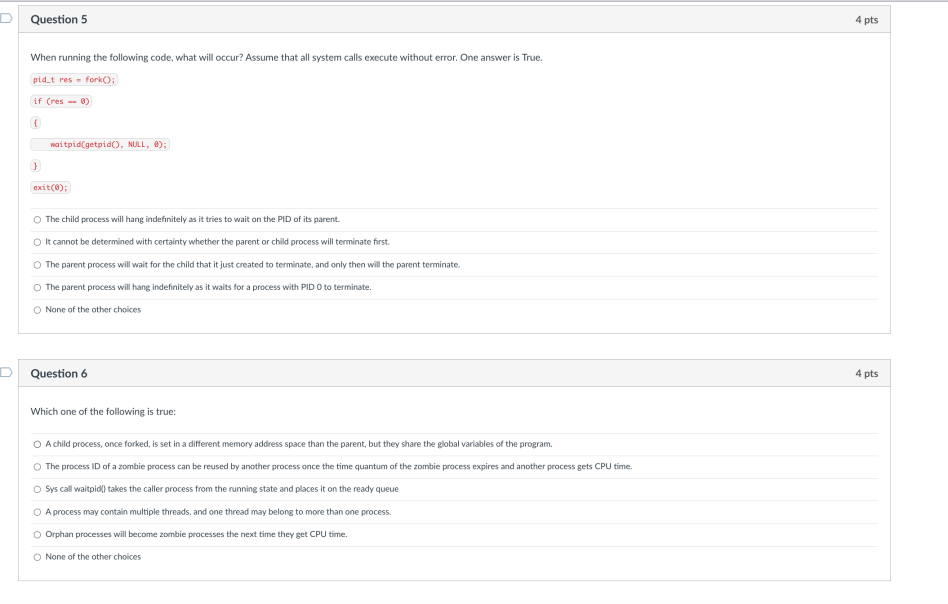 Question 5
4 pts
When running the following code, what will occur? Assume that all system calls execute without error. One answer is True.
pid_t res = fork();
if (res == 0)
{
waitpid(getpid(), NULL, 0);
}
exit(0);
The child process will hang indefinitely as it tries to wait on the PID of its parent.
It cannot be determined with certainty whether the parent or child process will terminate first.
The parent process will wait for the child that it just created to terminate, and only then will the parent terminate.
The parent process will hang indefinitely as it waits for a process with PID 0 to terminate.
None of the other choices
Question 6
4 pts
Which one of the following is true:
A child process, once forked, is set in a different memory address space than the parent, but they share the global variables of the program.
The process ID of a zombie process can be reused by another process once the time quantum of the zombie process expires and another process gets CPU time.
Sys call waitpid() takes the caller process from the running state and places it on the ready queue
A process may contain multiple threads, and one thread may belong to more than one process.
Orphan processes will become zombie processes the next time they get CPU time.
None of the other choices